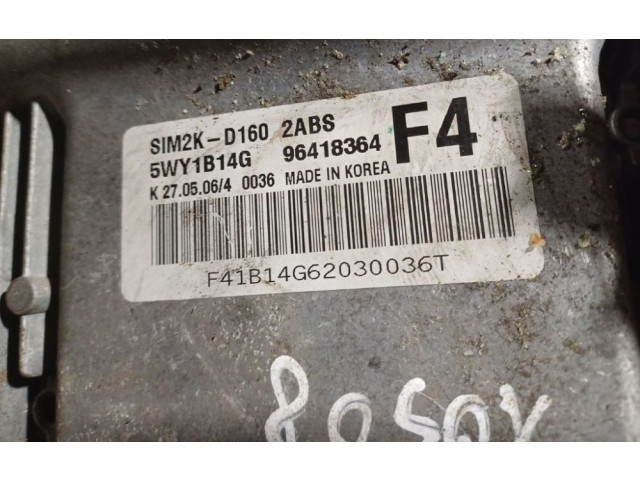 SIM2K-D160 2ABS F4
5WY1B14G 96418364
K 27.05.06/4 0036 MADE IN KOREA
F41B14G62030036T